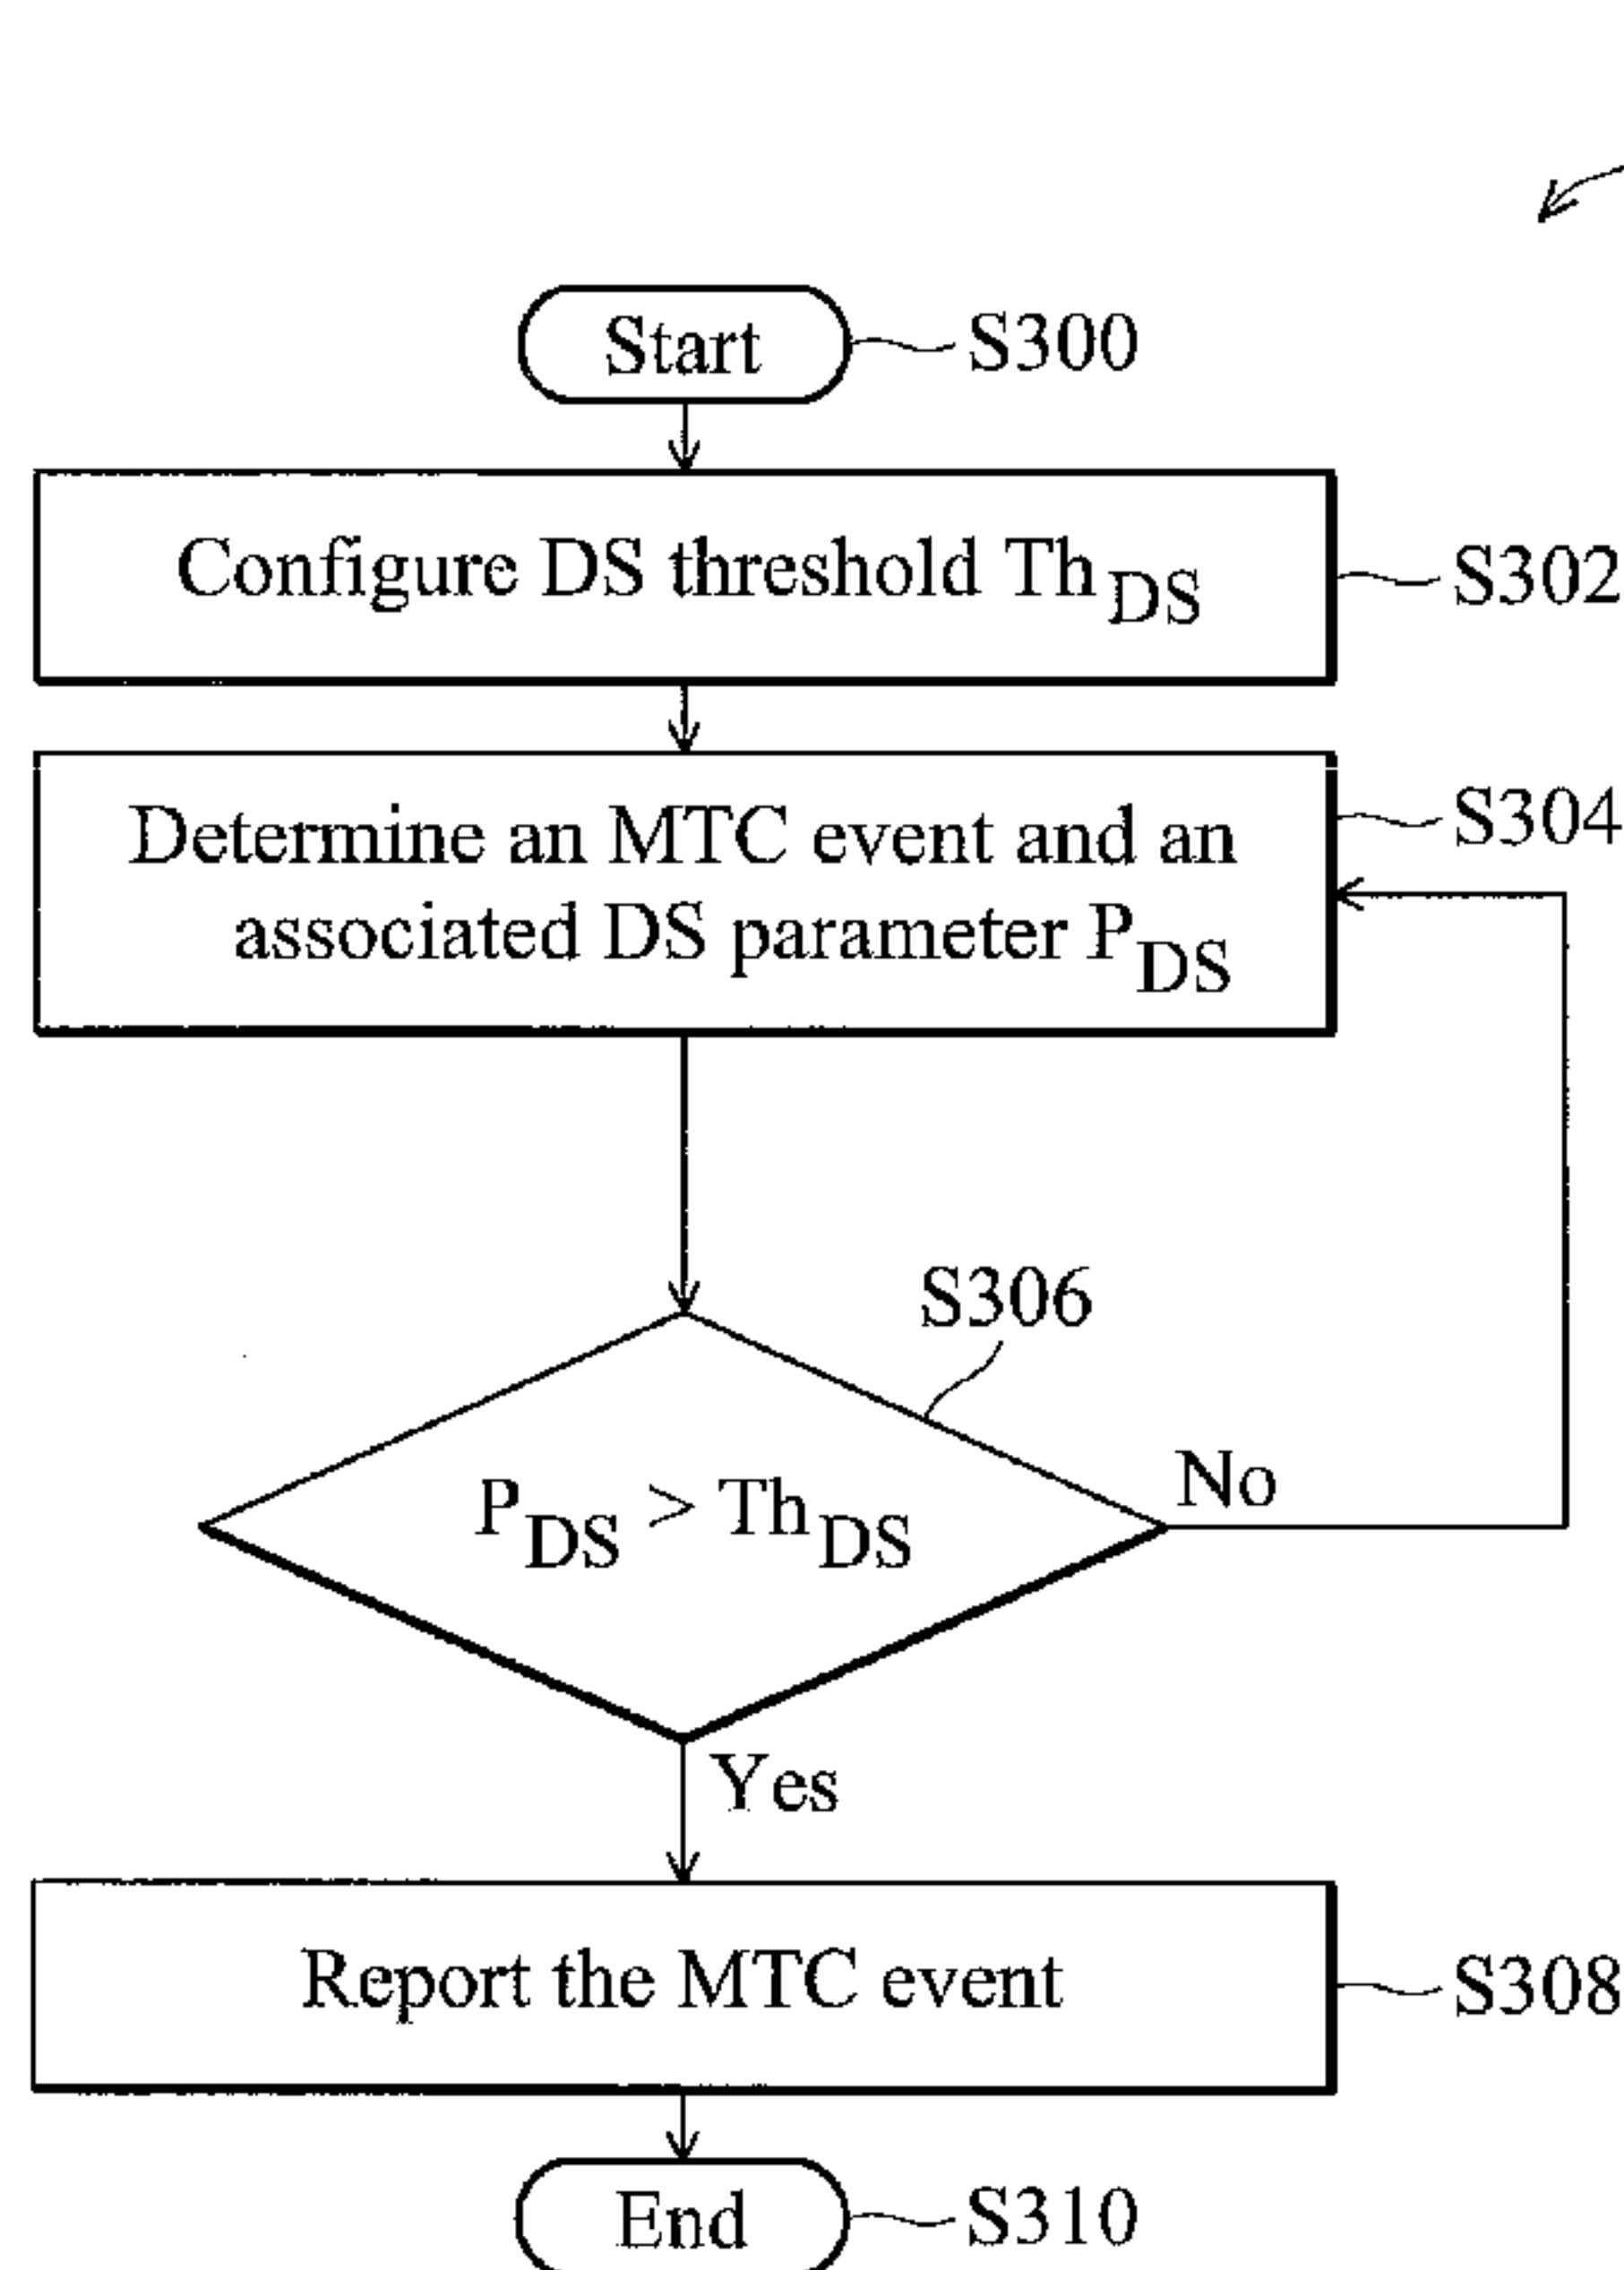 Start S300
Configure DS threshold Th DS S302
Determine an MTC event and an S304
associated DS parameter P DS
S306
P DS > Th DS
No
Yes
Report the MTC event S308
End S310